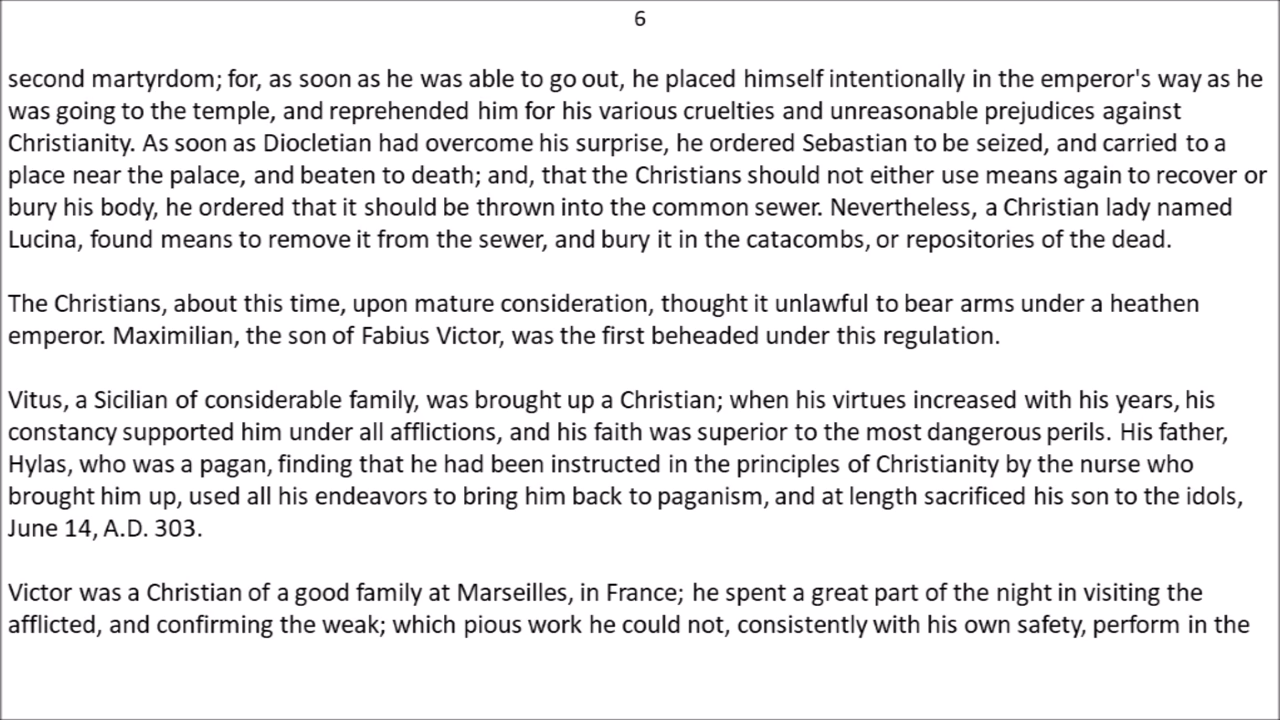 6
second martyrdom; for, as soon as he was able to go out, he placed himself intentionally in the emperor's way as he
was going to the temple, and reprehended him for his various cruelties and unreasonable prejudices against
Christianity. As soon as Diocletian had overcome his surprise, he ordered Sebastian to be seized, and carried to a
place near the palace, and beaten to death; and, that the Christians should not either use means again to recover or
bury his body, he ordered that it should be thrown into the common sewer. Nevertheless, a Christian lady named
Lucina, found means to remove it from the sewer, and bury it in the catacombs, or repositories of the dead.
The Christians, about this time, upon mature consideration, thought it unlawful to bear arms under a heathen
emperor. Maximilian, the son of Fabius Victor, was the first beheaded under this regulation.
Vitus, a Sicilian of considerable family, was brought up a Christian; when his virtues increased with his years, his
constancy supported him under all afflictions, and his faith was superior to the most dangerous perils. His father,
Hylas, who was a pagan, finding that he had been instructed in the principles of Christianity by the nurse who
brought him up, used all his endeavors to bring him back to paganism, and at length sacrificed his son to the idols,
June 14, A.D. 303.
Victor was a Christian of a good family at Marseilles, in France; he spent a great part of the night in visiting the
afflicted, and confirming the weak; which pious work he could not, consistently with his own safety, perform in the